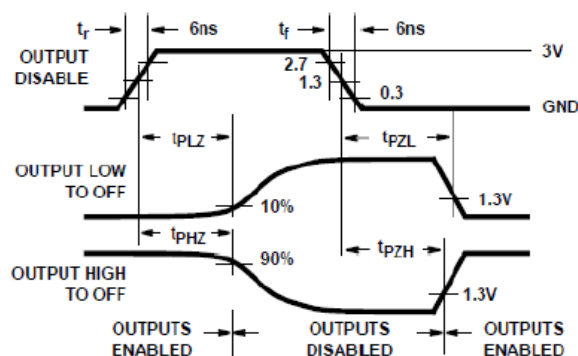 tr 6ns tf 6ns
OUTPUT DISABLE
3V
2.7
1.3
0.3
GND
tPLZ tPZL
OUTPUT LOW TO OFF
10%
1.3V
tPHZ tPZH
90%
OUTPUT HIGH TO OFF
1.3V
OUTPUTS ENABLED
OUTPUTS DISABLED
OUTPUTS ENABLED